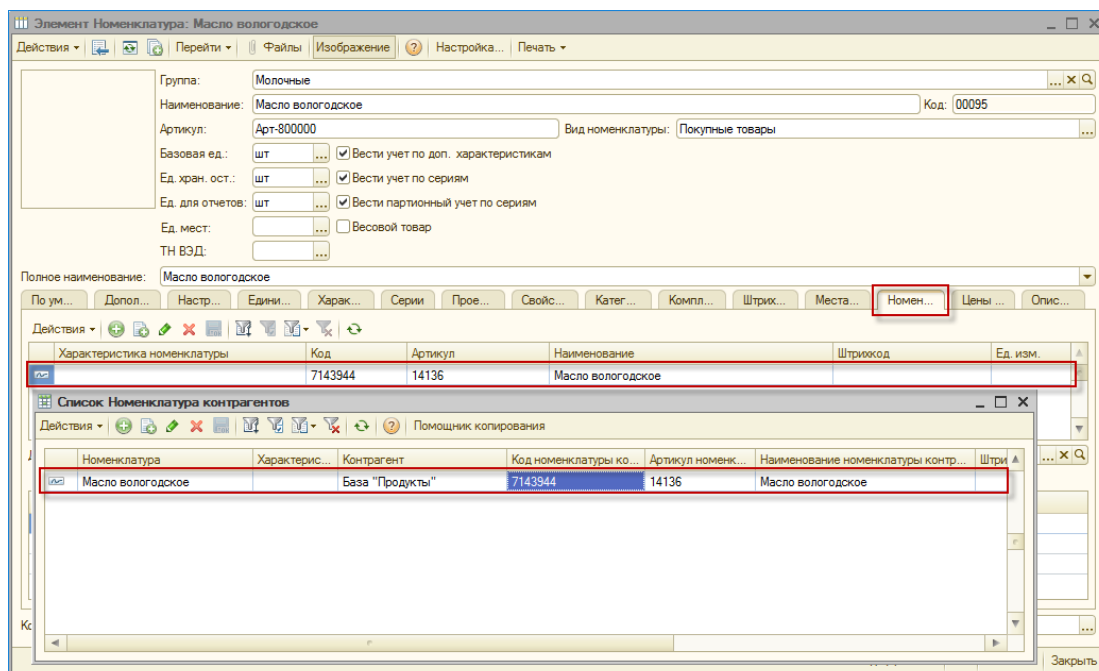 Элемент Номенклатура: Масло вологодское
Действия Перейти Файлы Изображение Настройка... Печать
Группа: Молочные
Наименование: Масло вологодское Код: 00095
Артикул: Арт-800000 Вид номенклатуры: Покупные товары
Базовая ед.: шт Вести учет по доп. характеристикам
Ед. хран. ост.: шт Вести учет по сериям
Ед. для отчетов: шт Вести партионный учет по сериям
Ед. мест: Весовой товар
ТН ВЭД:
Полное наименование: Масло вологодское
По ум... Допол... Настр... Едини... Харак... Серии Прое... Свойс... Катег... Компл... Штрих... Места... Номен... Цены ... Опис...
Действия
Характеристика номенклатуры Код Артикул Наименование Штрихкод Ед. изм.
7143944 14136 Масло вологодское
Список Номенклатура контрагентов
Действия Помощник копирования
Номенклатура Характерис... Контрагент Код номенклатуры ко... Артикул номенк... Наименование номенклатуры контр... Штри
Масло вологодское База "Продукты" 7143944 14136 Масло вологодское
Закрыть